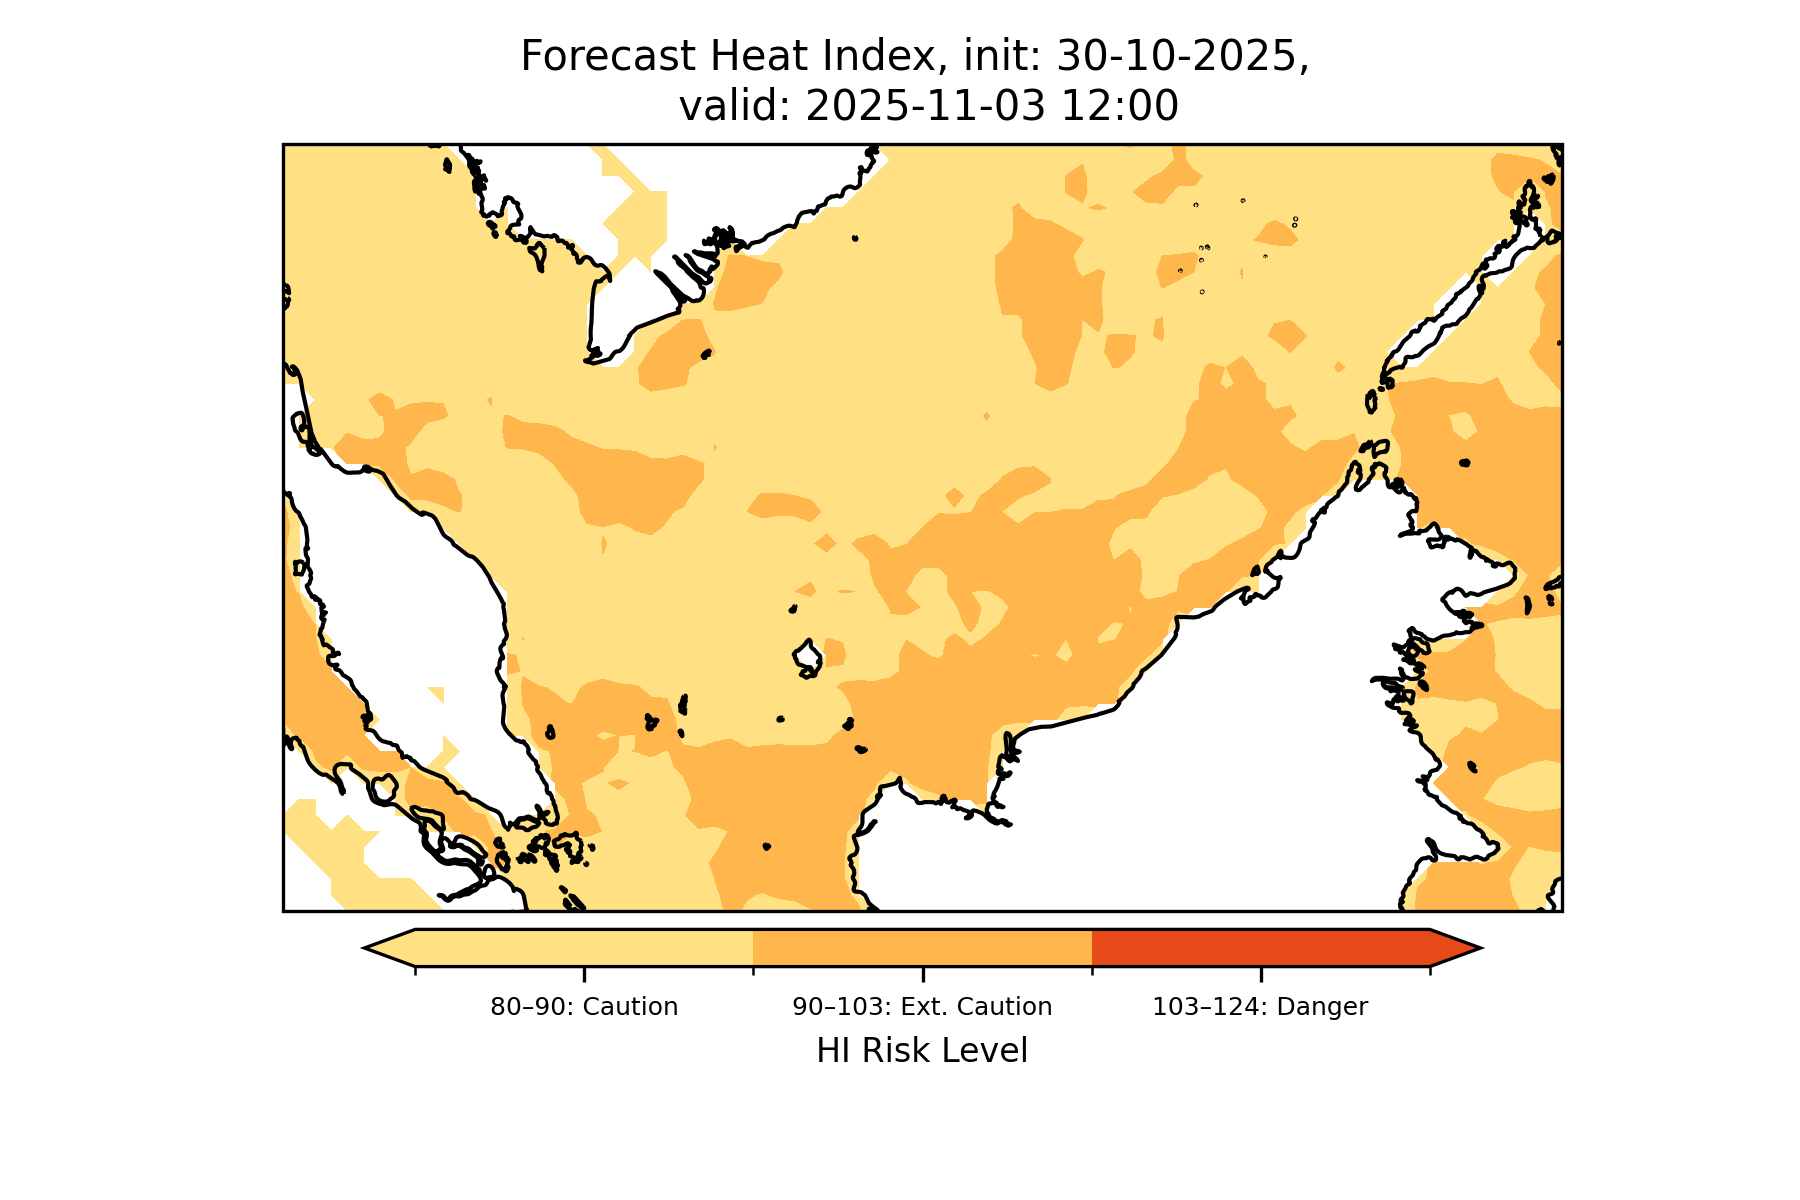 Forecast Heat Index, init: 30-10-2025,
valid: 2025-11-03 12:00
80–90: Caution
90–103: Ext. Caution
103–124: Danger
HI Risk Level